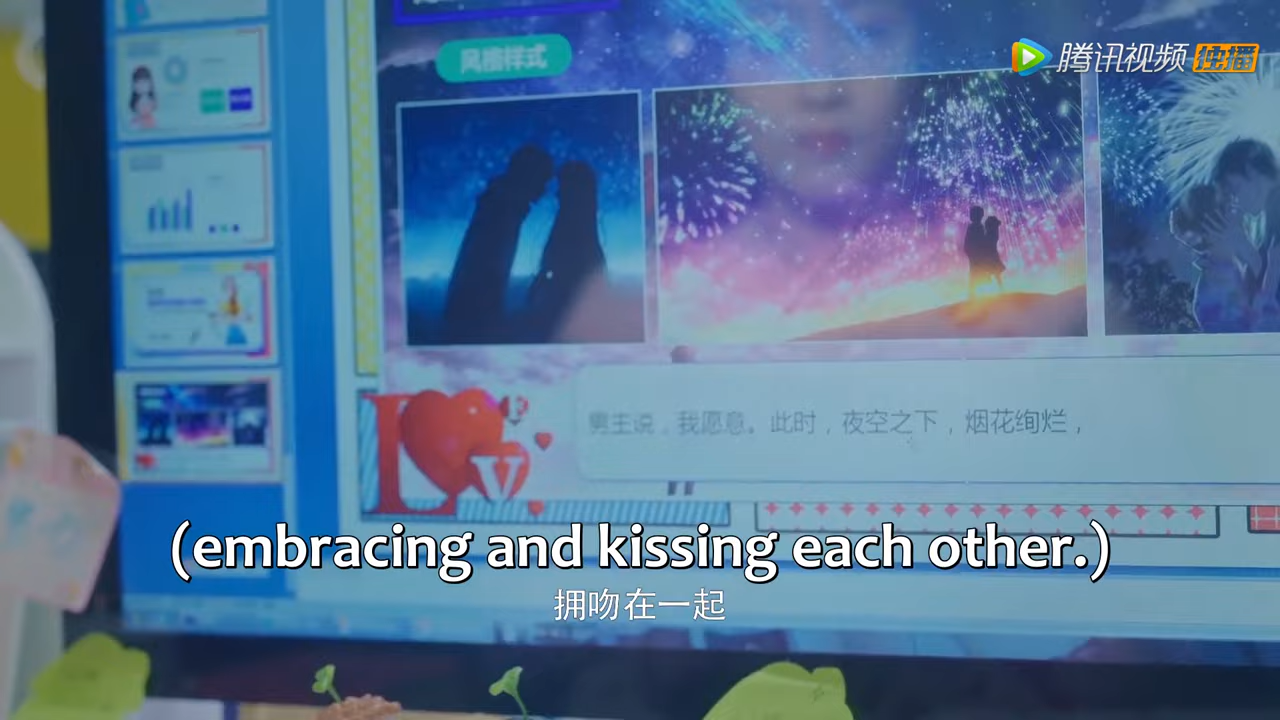 腾讯视频 独播
风格样式
男主说，我愿意。此时，夜空之下，烟花绚烂，
L VE
(embracing and kissing each other.)
拥吻在一起